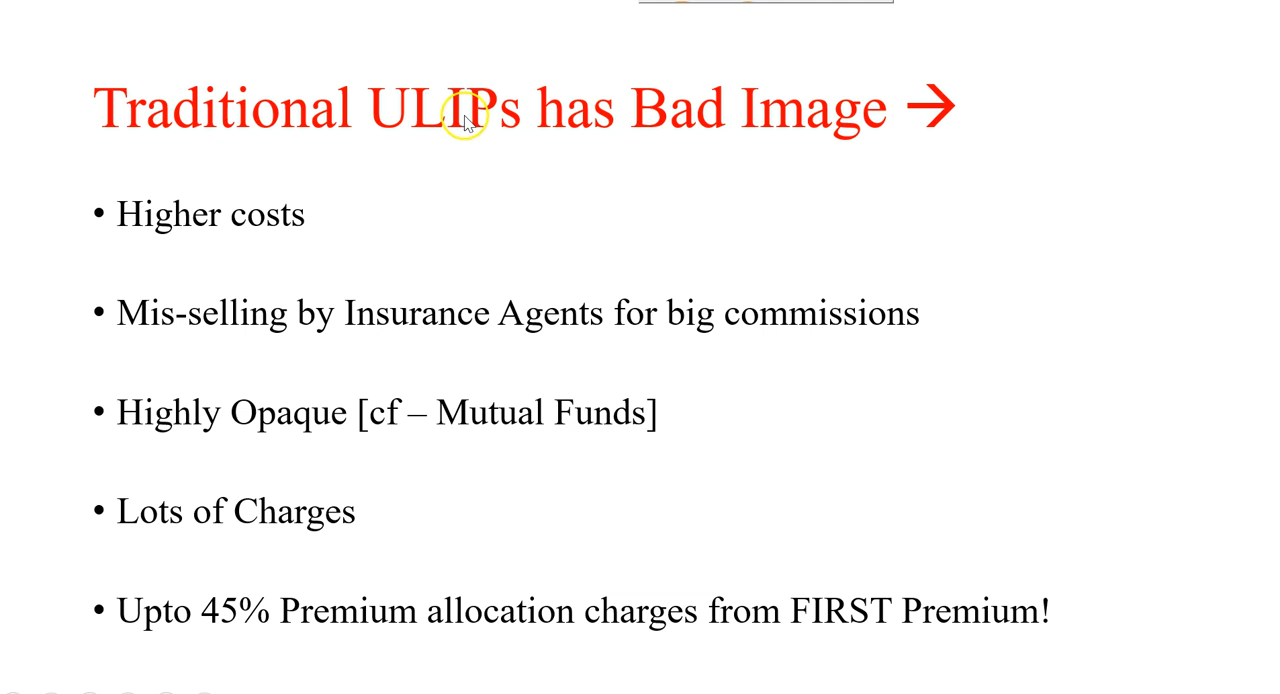 Traditional ULIPs has Bad Image →
• Higher costs
• Mis-selling by Insurance Agents for big commissions
• Highly Opaque [cf – Mutual Funds]
• Lots of Charges
• Upto 45% Premium allocation charges from FIRST Premium!